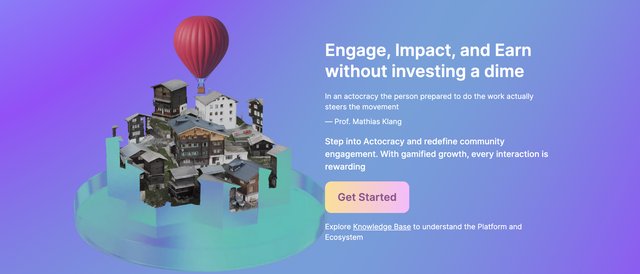 Engage, Impact, and Earn
without investing a dime
In an actocracy the person prepared to do the work actually
steers the movement
— Prof. Mathias Klang
Step into Actocracy and redefine community
engagement. With gamified growth, every interaction is
rewarding
Get Started
Explore Knowledge Base to understand the Platform and
Ecosystem